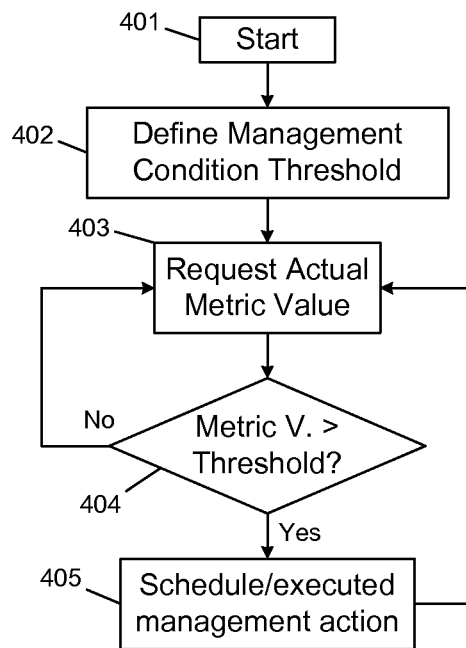 401
Start
402
Define Management
Condition Threshold
403
Request Actual
Metric Value
No
Metric V. >
Threshold?
404
Yes
405
Schedule/executed
management action